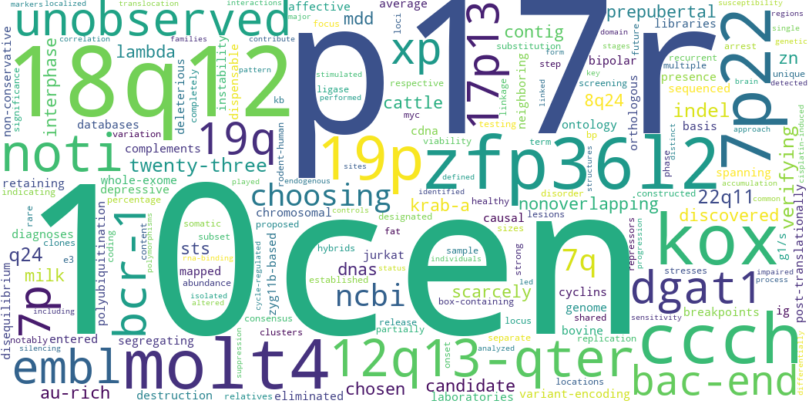 markers localized translocation interactions affective average loci prepubertal susceptibility
unobserved p17r major families contribute mdd focus libraries regions
non-conservative significance correlation lambda xp contig substitution future single genetic
18q12 interphase deleterious instability dispensable pattern stimulated ligase performed respective myc cattle 17p13 linkage neighboring domain form stages step key bipolar recurrent multiple arrest zn unique detected
databases variation completely kb cdna testing linked screening 8q24 presence sequenced brain 7p22
noti complements 19q rodent-human endogenous 19p viability zfp36l2 ontology orthologous indel approach
twenty-three played sites identified defined term structures hp basis phase distinct
retaining indicating whole-exome depressive percentage choosing krab-a healthy disorder nonoverlapping constructed 22q11 spanning accumulation common verifying cisplatin-induced
10cen rare diagnoses clones polyubiquitination coding bcr-1 content polymorphisms somatic subset rna-binding chromosomal proposed controls designated fat causal lesions sizes discovered repressors progression kox g1/s post-translationally
q24 sts mapped abundance isolated altered cycle-regulated zyg11b-based hybrids established dnas jurkat status sample individuals strong 7q
disequilibrium milk e3 7p including notably silencing entered segregating clusters suppression consensus ncbi release partially led locus box-containing scarcely cyclins genome shared bovine replication dgat1 stresses impaired process sensitivity breakpoints ig differentially
embl molt4 12q13-qter separate onset analyzed cccch
au-rich destruction relatives eliminated chosen candidate laboratories locations variant-encoding bac-end